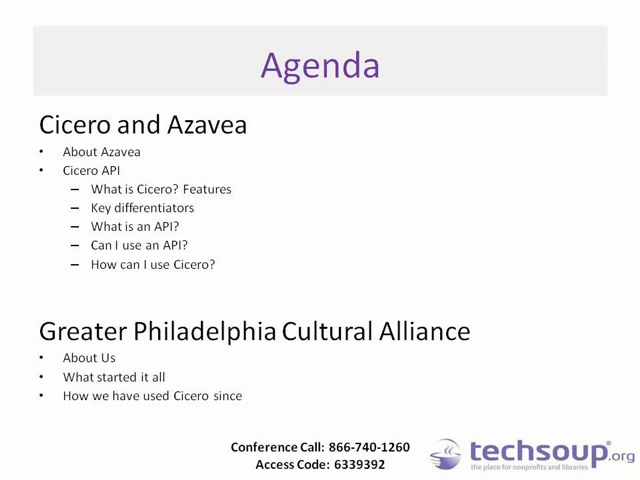 Agenda
Cicero and Azavea
• About Azavea
• Cicero API
– What is Cicero? Features
– Key differentiators
– What is an API?
– Can I use an API?
– How can I use Cicero?
Greater Philadelphia Cultural Alliance
• About Us
• What started it all
• How we have used Cicero since
Conference Call: 866-740-1260
Access Code: 6339392
techsoup®.org
the place for nonprofits and libraries